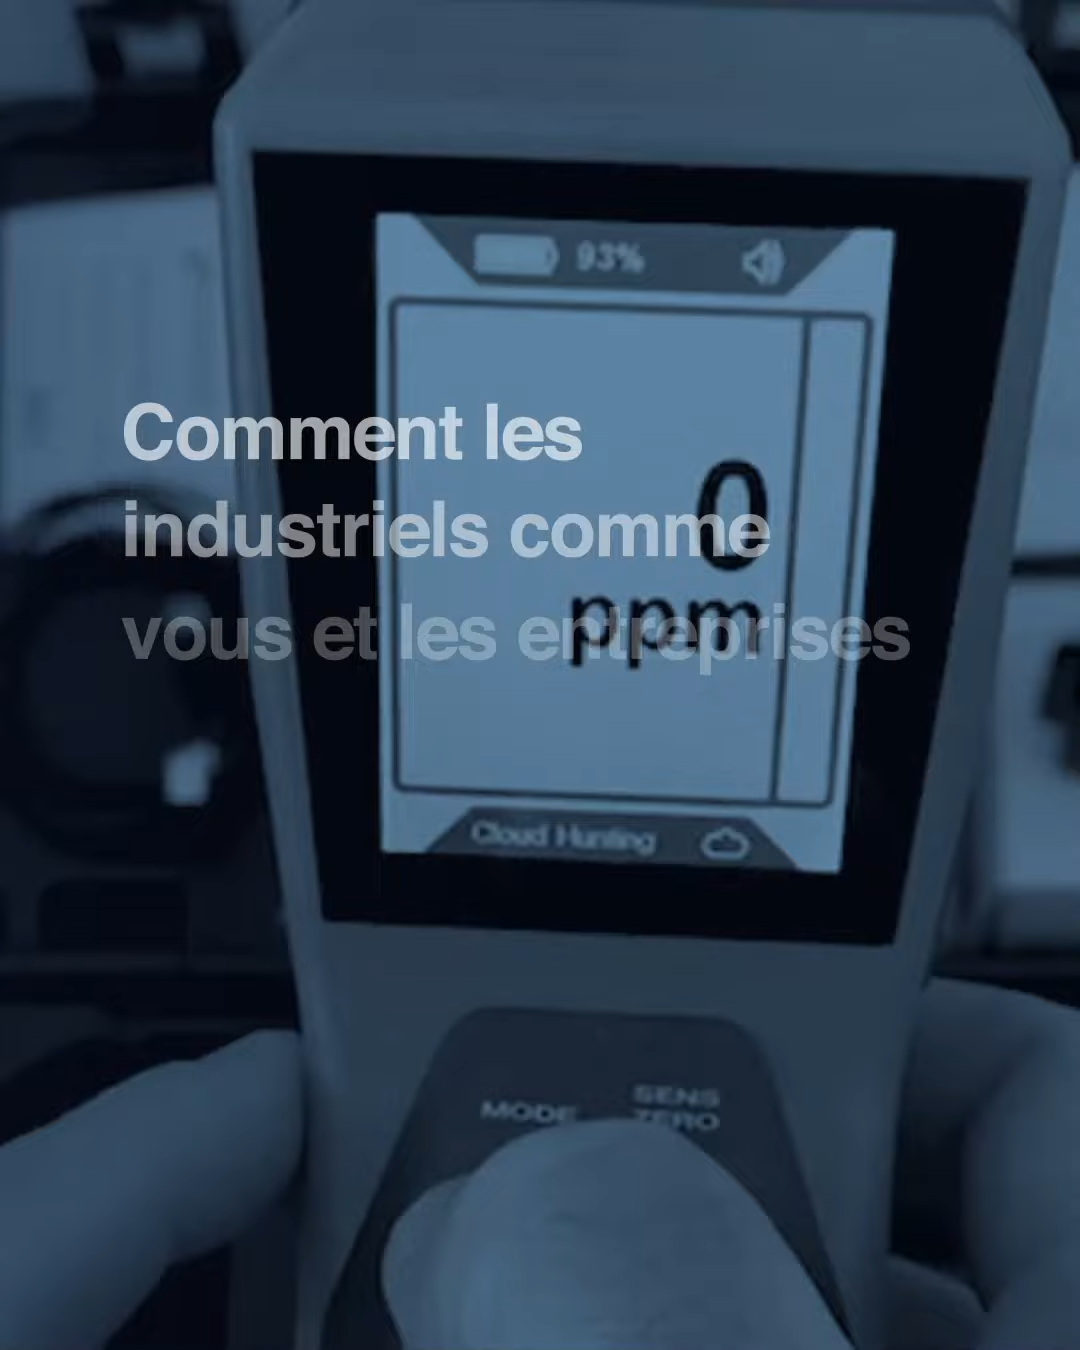 93%
Comment les
industriels comme
vous et les entreprises
0
ppm
Cloud Hunting
MODE
SENS
ZERO